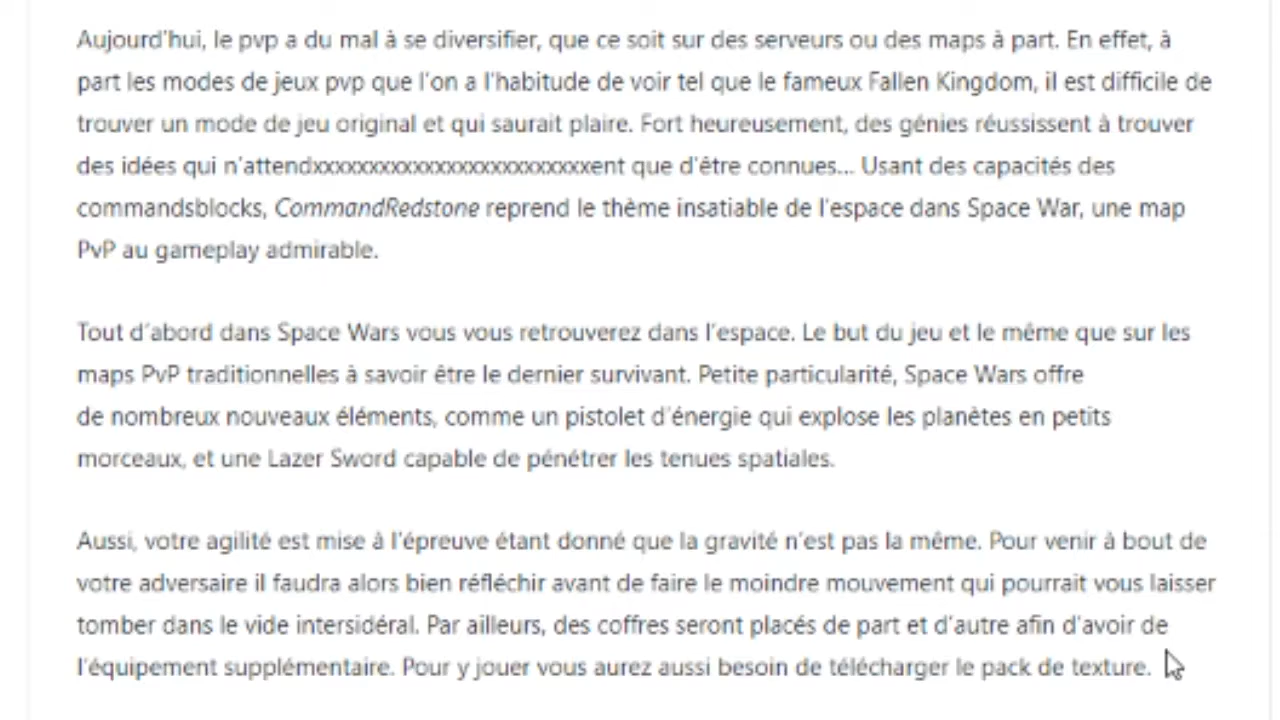 Aujourd'hui, le pvp a du mal à se diversifier, que ce soit sur des serveurs ou des maps à part. En effet, à
part les modes de jeux pvp que l'on a l'habitude de voir tel que le fameux Fallen Kingdom, il est difficile de
trouver un mode de jeu original et qui saurait plaire. Fort heureusement, des génies réussissent à trouver
des idées qui n'attendxxxxxxxxxxxxxxxxxxxxxxxxxent que d'être connues... Usant des capacités des
commandsblocks, CommandRedstone reprend le thème insatiable de l'espace dans Space War, une map
PvP au gameplay admirable.
Tout d'abord dans Space Wars vous vous retrouverez dans l'espace. Le but du jeu et le même que sur les
maps PvP traditionnelles à savoir être le dernier survivant. Petite particularité, Space Wars offre
de nombreux nouveaux éléments, comme un pistolet d'énergie qui explose les planètes en petits
morceaux, et une Lazer Sword capable de pénétrer les tenues spatiales.
Aussi, votre agilité est mise à l'épreuve étant donné que la gravité n'est pas la même. Pour venir à bout de
votre adversaire il faudra alors bien réfléchir avant de faire le moindre mouvement qui pourrait vous laisser
tomber dans le vide intersidéral. Par ailleurs, des coffres seront placés de part et d'autre afin d'avoir de
l'équipement supplémentaire. Pour y jouer vous aurez aussi besoin de télécharger le pack de texture.